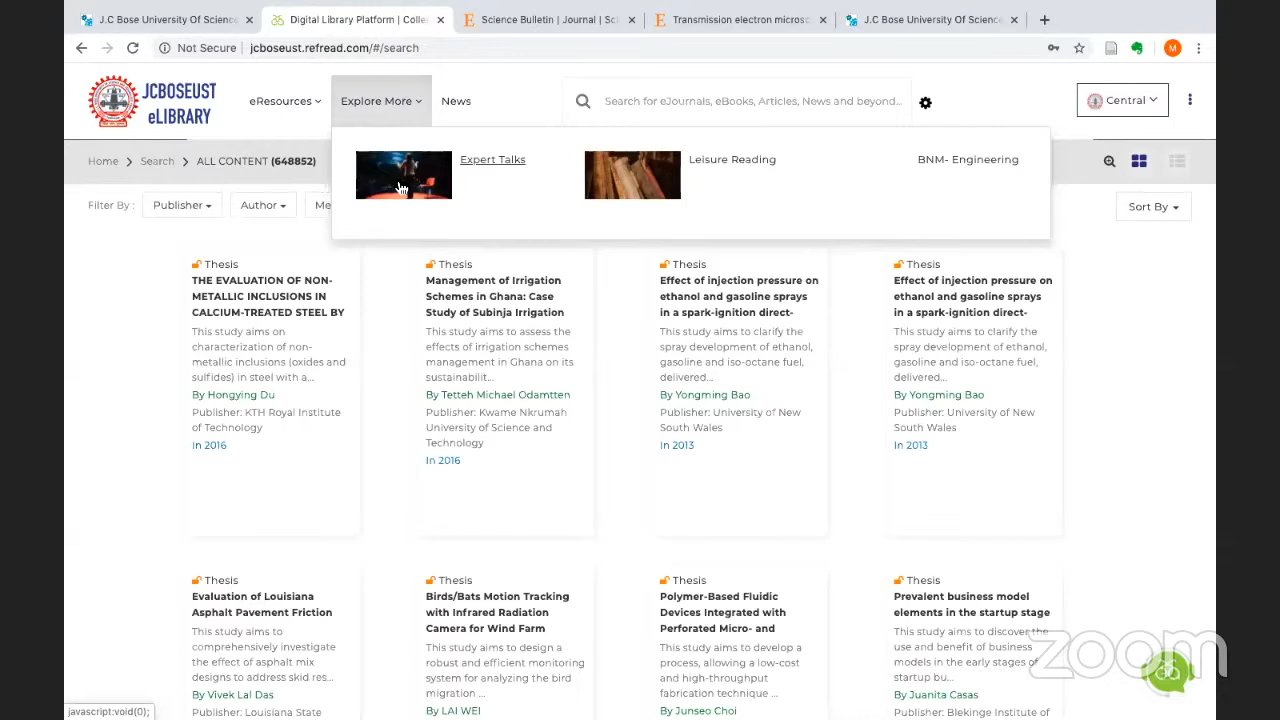 J.C Bose University Of Science
Digital Library Platform | Colle
Science Bulletin | Journal | Sci
Transmission electron microsc
J.C Bose University Of Science
Not Secure
jcboseust.refread.com/#/search
M
JCBOSEUST
eLIBRARY
eResources
Explore More
News
Search for eJournals, eBooks, Articles, News and beyond...
Central
Expert Talks
Leisure Reading
BNM- Engineering
Home
Search
ALL CONTENT (648852)
Filter By :
Publisher
Author
Me
Sort By
Thesis
THE EVALUATION OF NON-
METALLIC INCLUSIONS IN
CALCIUM-TREATED STEEL BY
This study aims on
characterization of non-
metallic inclusions (oxides and
sulfides) in steel with a...
By Hongying Du
Publisher: KTH Royal Institute
of Technology
In 2016
Thesis
Management of Irrigation
Schemes in Ghana: Case
Study of Subinja Irrigation
This study aims to assess the
effects of irrigation schemes
management in Ghana on its
sustainabilit...
By Tetteh Michael Odamtten
Publisher: Kwame Nkrumah
University of Science and
Technology
In 2016
Thesis
Effect of injection pressure on
ethanol and gasoline sprays
in a spark-ignition direct-
This study aims to clarify the
spray development of ethanol,
gasoline and iso-octane fuel,
delivered...
By Yongming Bao
Publisher: University of New
South Wales
In 2013
Thesis
Effect of injection pressure on
ethanol and gasoline sprays
in a spark-ignition direct-
This study aims to clarify the
spray development of ethanol,
gasoline and iso-octane fuel,
delivered...
By Yongming Bao
Publisher: University of New
South Wales
In 2013
Thesis
Evaluation of Louisiana
Asphalt Pavement Friction
This study aims to
comprehensively investigate
the effect of asphalt mix
designs to address skid res...
By Vivek Lal Das
Publisher: Louisiana State
Thesis
Birds/Bats Motion Tracking
with Infrared Radiation
Camera for Wind Farm
This study aims to design a
robust and efficient monitoring
system for analyzing the bird
migration ...
By LAI WEI
Thesis
Polymer-Based Fluidic
Devices Integrated with
Perforated Micro- and
This study aims to develop a
process, allowing a low-cost
and high-throughput
fabrication technique ...
By Junseo Choi
Thesis
Prevalent business model
elements in the startup stage
This study aims to discover the
use and benefit of business
models in the early stages of
startup bu...
By Juanita Casas
Publisher: Blekinge Institute of
zoom
javascript:void(0);